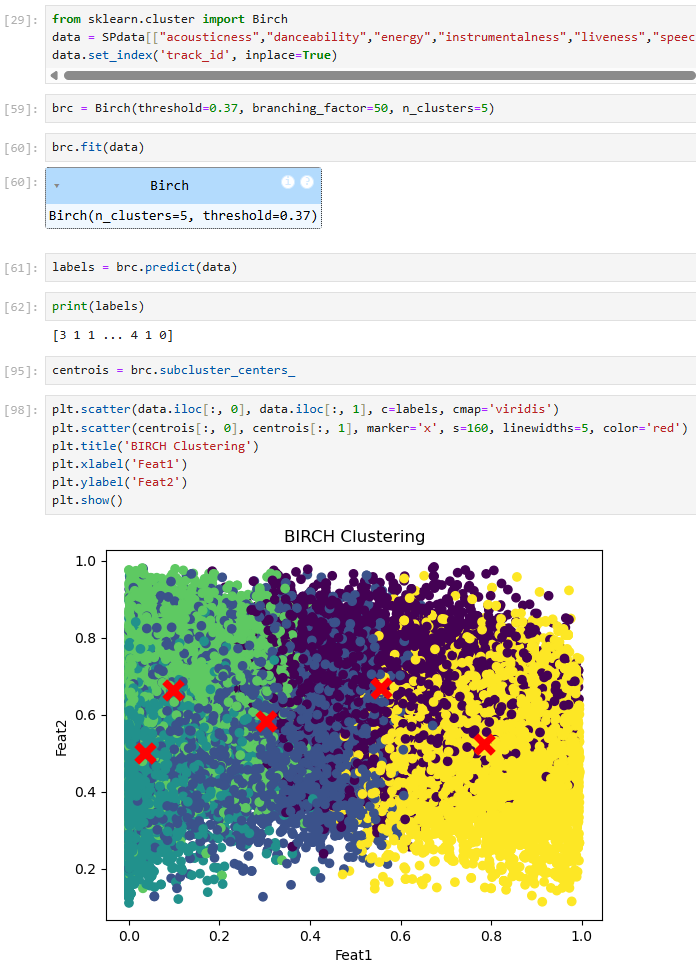 [29]: from sklearn.cluster import Birch
data = SPdata[["acousticness","danceability","energy","instrumentalness","liveness","speec
data.set_index('track_id', inplace=True)
[59]: brc = Birch(threshold=0.37, branching_factor=50, n_clusters=5)
[60]: brc.fit(data)
[60]: Birch
Birch(n_clusters=5, threshold=0.37)
[61]: labels = brc.predict(data)
[62]: print(labels)
[3 1 1 ... 4 1 0]
[95]: centrois = brc.subcluster_centers_
[98]: plt.scatter(data.iloc[:, 0], data.iloc[:, 1], c=labels, cmap='viridis')
plt.scatter(centrois[:, 0], centrois[:, 1], marker='x', s=160, linewidths=5, color='red')
plt.title('BIRCH Clustering')
plt.xlabel('Feat1')
plt.ylabel('Feat2')
plt.show()
BIRCH Clustering
1.0
0.8
0.6
0.4
0.2
Feat2
0.0 0.2 0.4 0.6 0.8 1.0
Feat1